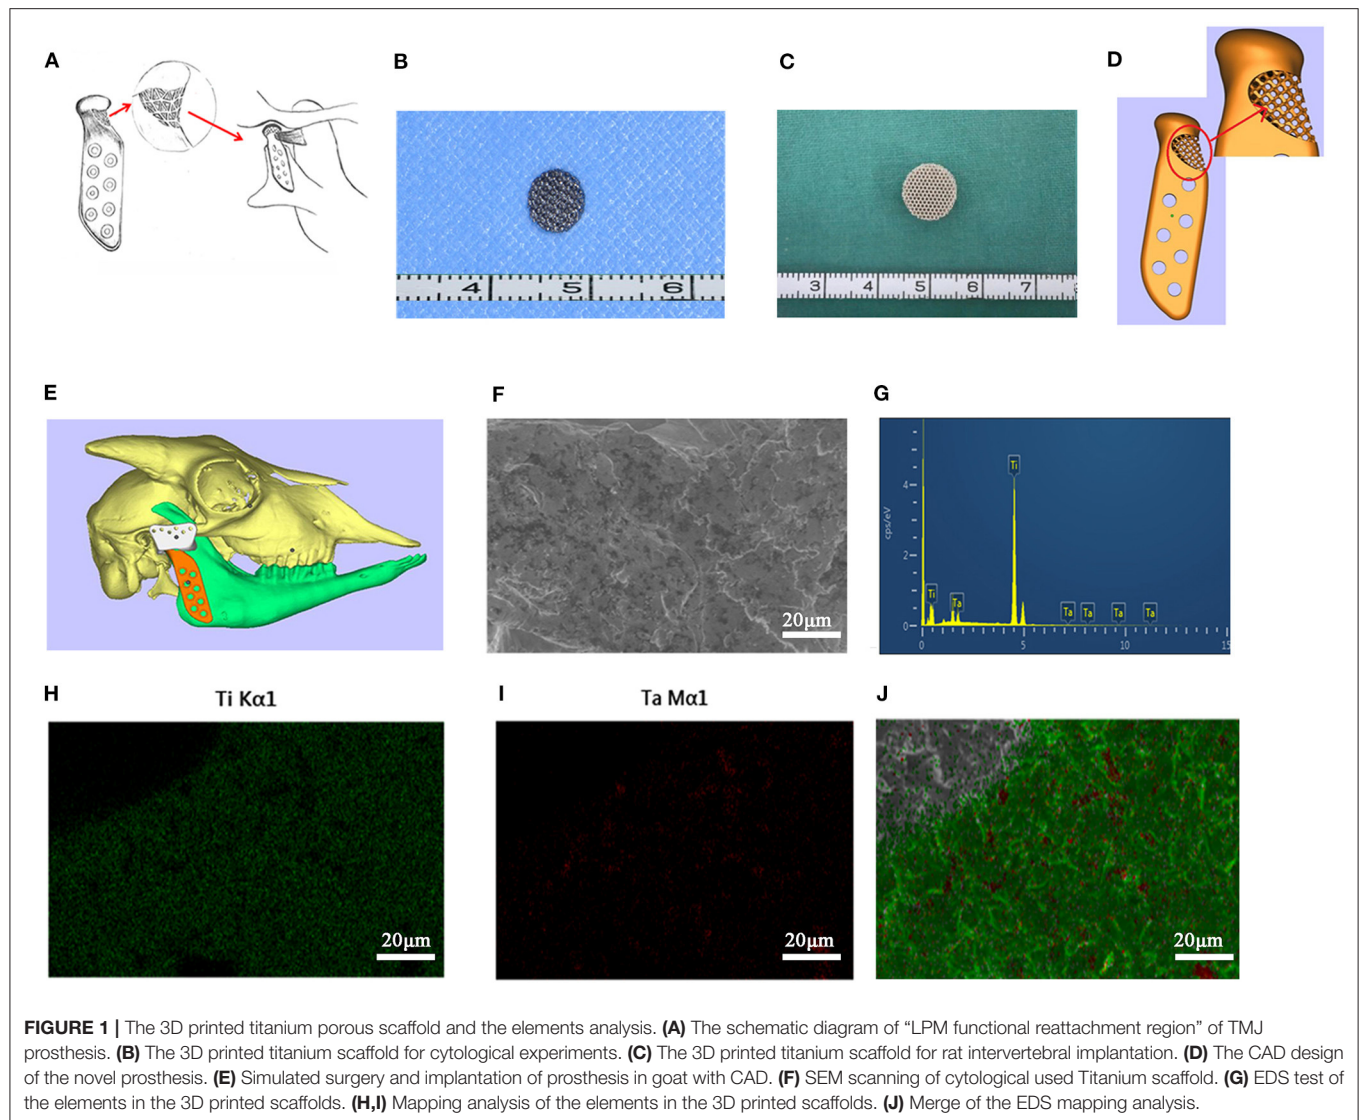 A
B
C
D
4 5 6
3 4 5 6 7
E
F
G
20μm
cps/eV
4
2
0
Ti
Ti
Ta
Ta
Ta
Ta
Ta
0 5 10 15
H
Ti Kα1
I
Ta Mα1
J
20μm
20μm
20μm
FIGURE 1 | The 3D printed titanium porous scaffold and the elements analysis. (A) The schematic diagram of “LPM functional reattachment region” of TMJ
prosthesis. (B) The 3D printed titanium scaffold for cytological experiments. (C) The 3D printed titanium scaffold for rat intervertebral implantation. (D) The CAD design
of the novel prosthesis. (E) Simulated surgery and implantation of prosthesis in goat with CAD. (F) SEM scanning of cytological used Titanium scaffold. (G) EDS test of
the elements in the 3D printed scaffolds. (H,I) Mapping analysis of the elements in the 3D printed scaffolds. (J) Merge of the EDS mapping analysis.